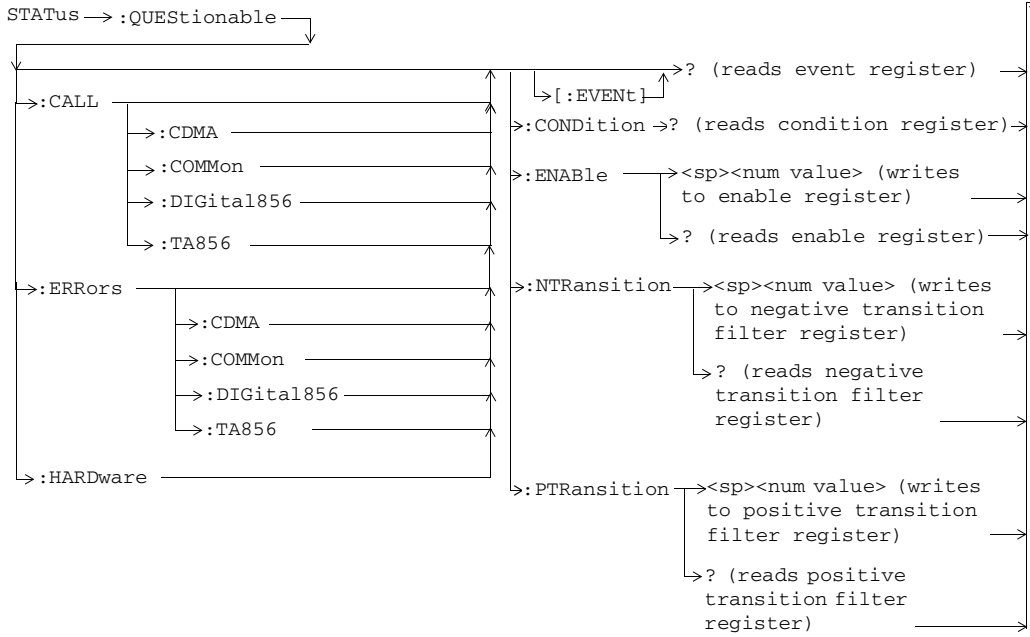 STATus :QUEStionable
? (reads event register)
[:EVENt]
:CALL
:CDMA
:COMMon
:DIGital856
:TA856
:ERRors
:CDMA
:COMMon
:DIGital856
:TA856
:HARDware
:CONDition ? (reads condition register)
:ENABle <sp><num value> (writes
to enable register)
? (reads enable register)
:NTRansition <sp><num value> (writes
to negative transition
filter register)
? (reads negative
transition filter
register)
:PTRansition <sp><num value> (writes
to positive transition
filter register)
? (reads positive
transition filter
register)